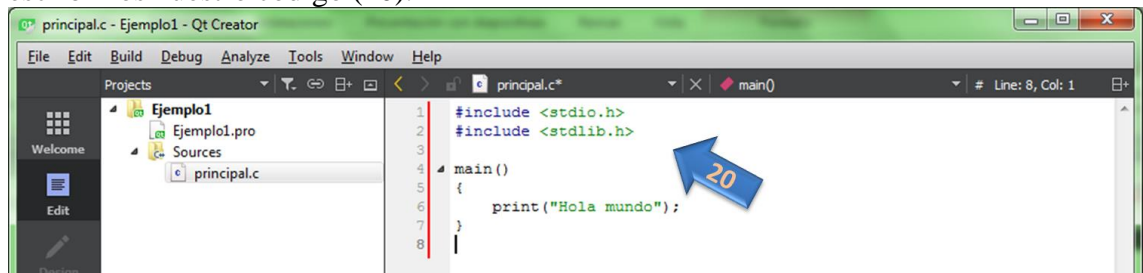 principal.c - Ejemplo1 - Qt Creator
File Edit Build Debug Analyze Tools Window Help
Projects principal.c* main() # Line: 8, Col: 1
Welcome
Edit
Design
Ejemplo1
Ejemplo1.pro
Sources
principal.c
1 #include <stdio.h>
2 #include <stdlib.h>
3
4 main()
5 {
6 print("Hola mundo");
7 }
8
20